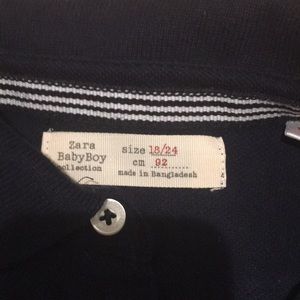 Zara
BabyBoy
collection
size 18/24
cm 92
made in Bangladesh